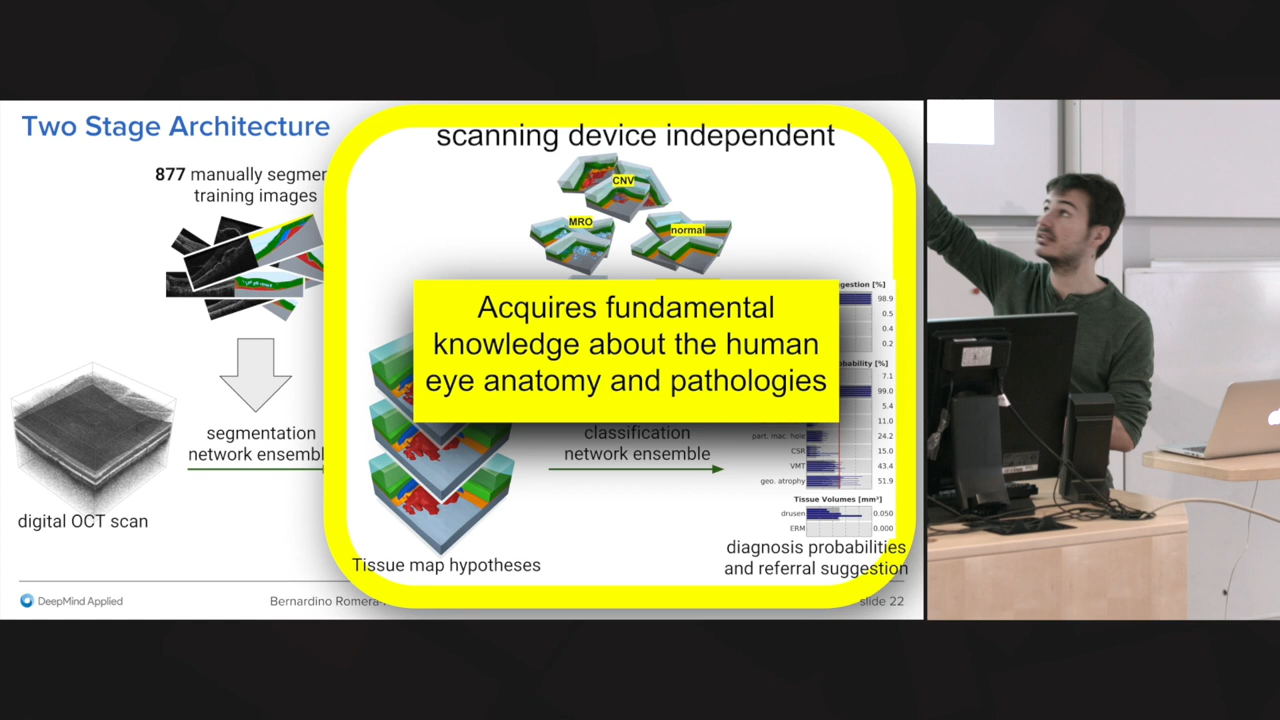 Two Stage Architecture
877 manually segmer
training images
segmentation
network ensembl
digital OCT scan
scanning device independent
CNV
MRO
normal
Acquires fundamental
knowledge about the human
eye anatomy and pathologies
classification
network ensemble
Tissue map hypotheses
gestion [%]
98.9
0.5
0.4
0.2
obability [%]
7.1
99.0
5.4
11.0
part. mac. hole 24.2
CSR 15.0
VMT 43.4
geo. atrophy 51.9
Tissue Volumes [mm³]
drusen 0.050
ERM 0.000
diagnosis probabilities
and referral suggestion
DeepMind Applied
Bernardino Romera
slide 22